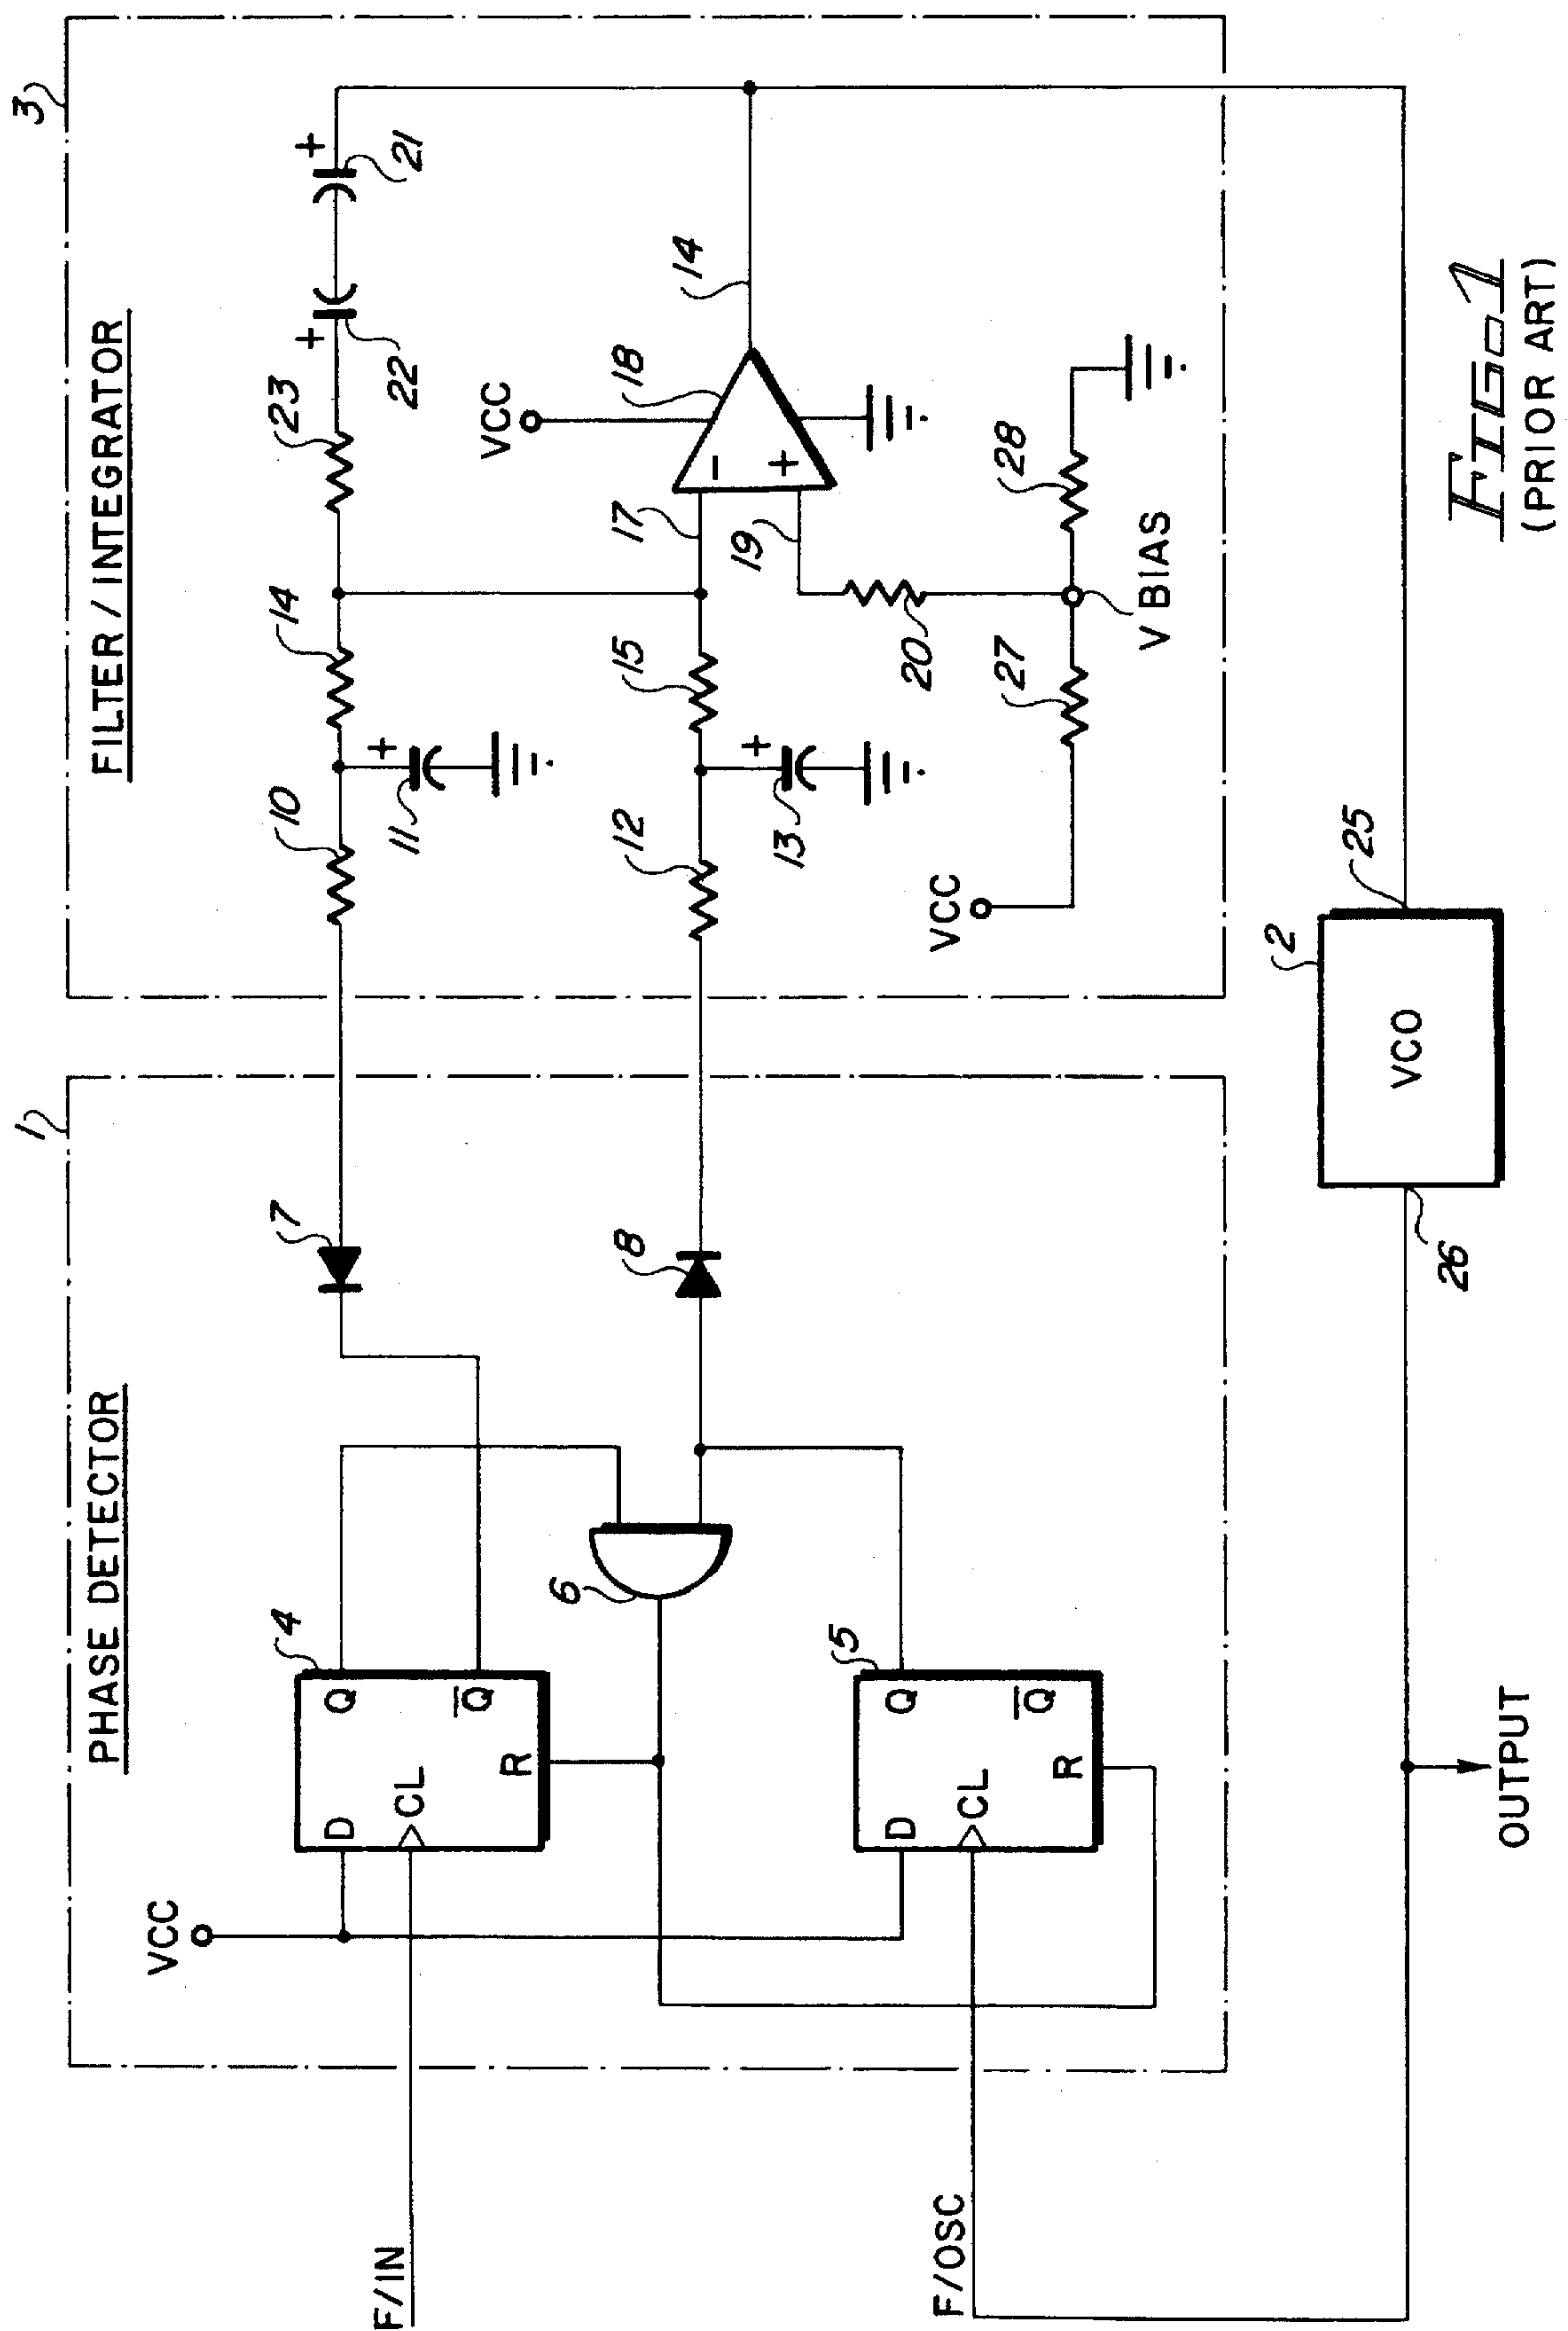 3
FILTER / INTEGRATOR
10
11
+
14
23
22
+
21
+
12
13
+
15
17
18
VCC
−
+
14
19
20
VCC
27
28
V BIAS
1
PHASE DETECTOR
VCC
4
D
Q
CL
Q̅
R
7
6
8
5
D
Q
CL
Q̅
R
F/IN
F/OSC
2
VCO
25
26
OUTPUT
FIG. 1
(PRIOR ART)